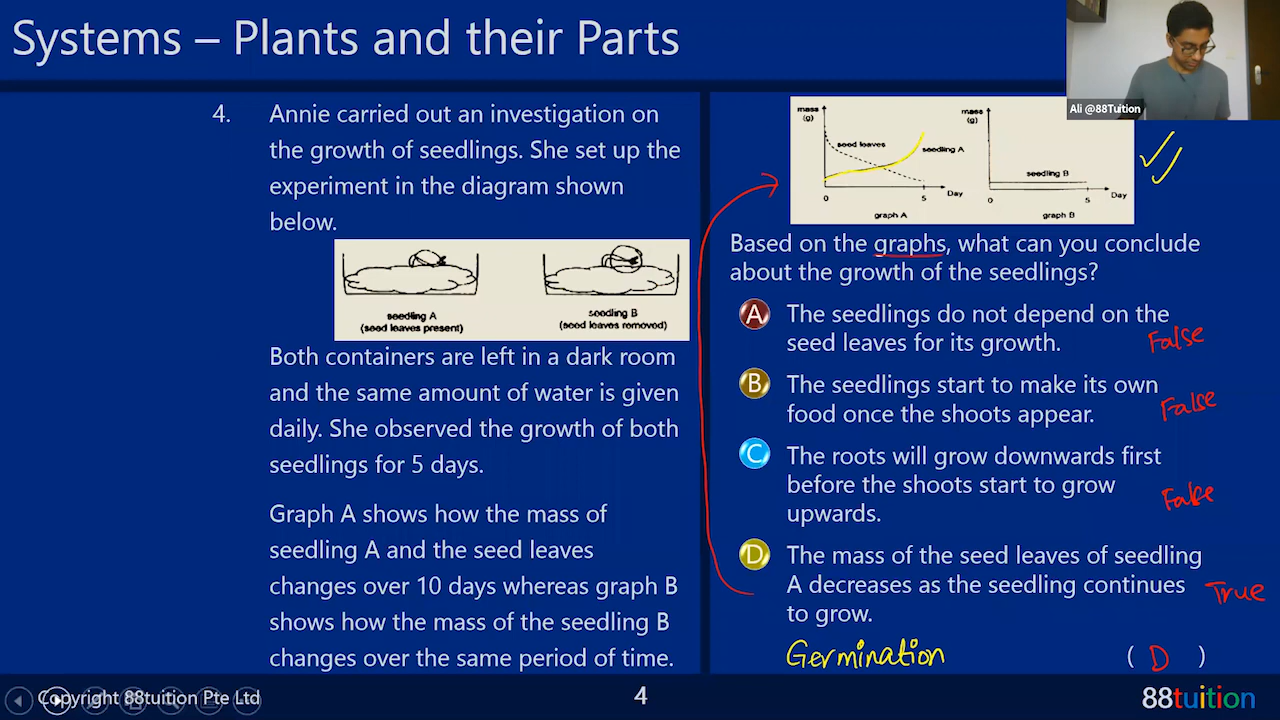 Systems – Plants and their Parts
Ali @88Tuition
4.
Annie carried out an investigation on
the growth of seedlings. She set up the
experiment in the diagram shown
below.
seedling A
(seed leaves present)
seedling B
(seed leaves removed)
Both containers are left in a dark room
and the same amount of water is given
daily. She observed the growth of both
seedlings for 5 days.
Graph A shows how the mass of
seedling A and the seed leaves
changes over 10 days whereas graph B
shows how the mass of the seedling B
changes over the same period of time.
mass
(g)
seed leaves
seedling A
0
5
Day
graph A
mass
(g)
seedling B
0
5
Day
graph B
Based on the graphs, what can you conclude
about the growth of the seedlings?
A
The seedlings do not depend on the
seed leaves for its growth.
False
B
The seedlings start to make its own
food once the shoots appear.
False
C
The roots will grow downwards first
before the shoots start to grow
upwards.
False
D
The mass of the seed leaves of seedling
A decreases as the seedling continues
to grow.
True
Germination
( D )
Copyright 88tuition Pte Ltd
4
88tuition